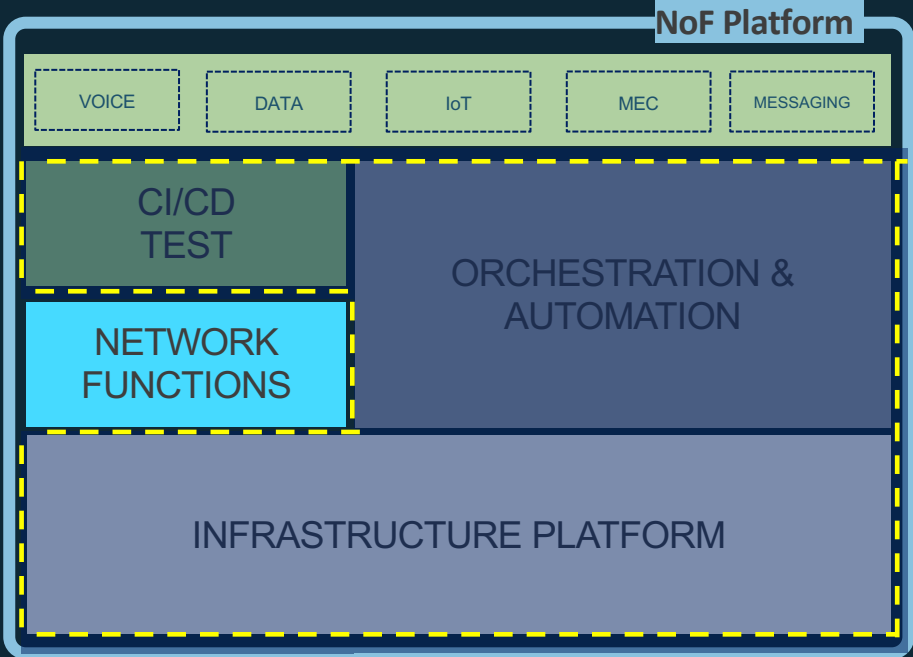 NoF Platform
VOICE
DATA
IoT
MEC
MESSAGING
CI/CD
TEST
ORCHESTRATION &
AUTOMATION
NETWORK
FUNCTIONS
INFRASTRUCTURE PLATFORM